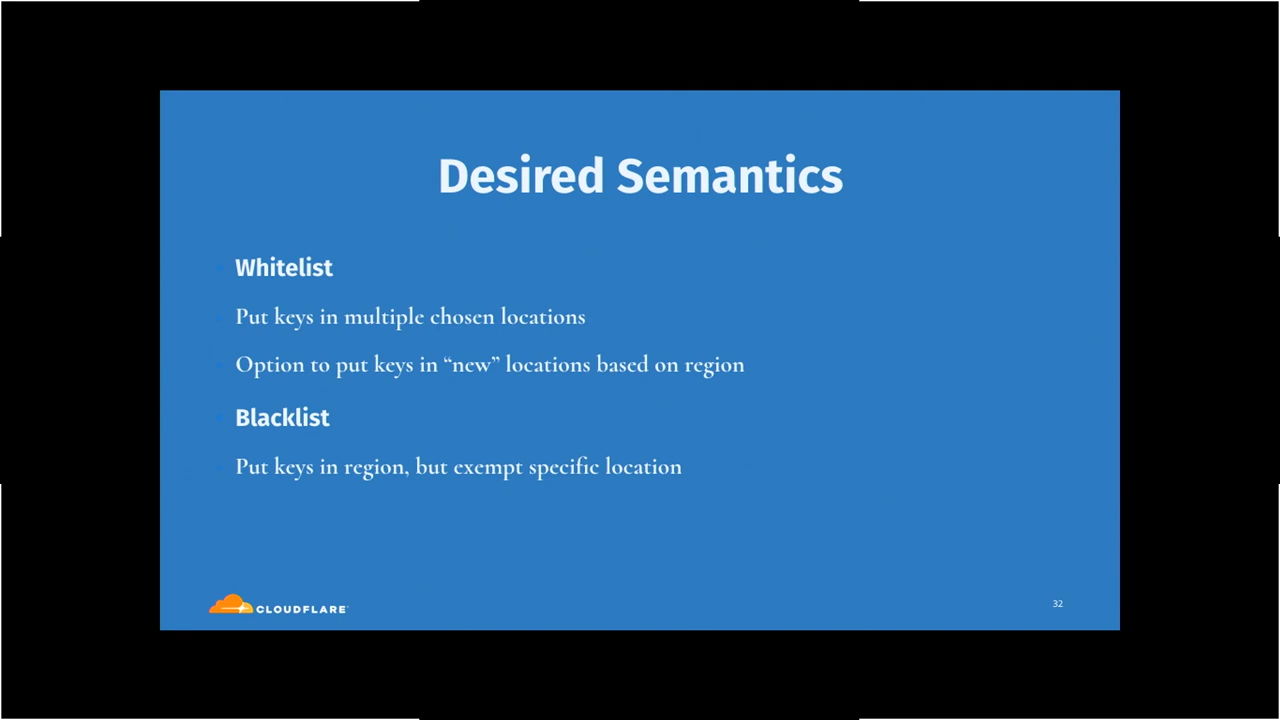 Desired Semantics
Whitelist
Put keys in multiple chosen locations
Option to put keys in “new” locations based on region
Blacklist
Put keys in region, but exempt specific location
CLOUDFLARE
32